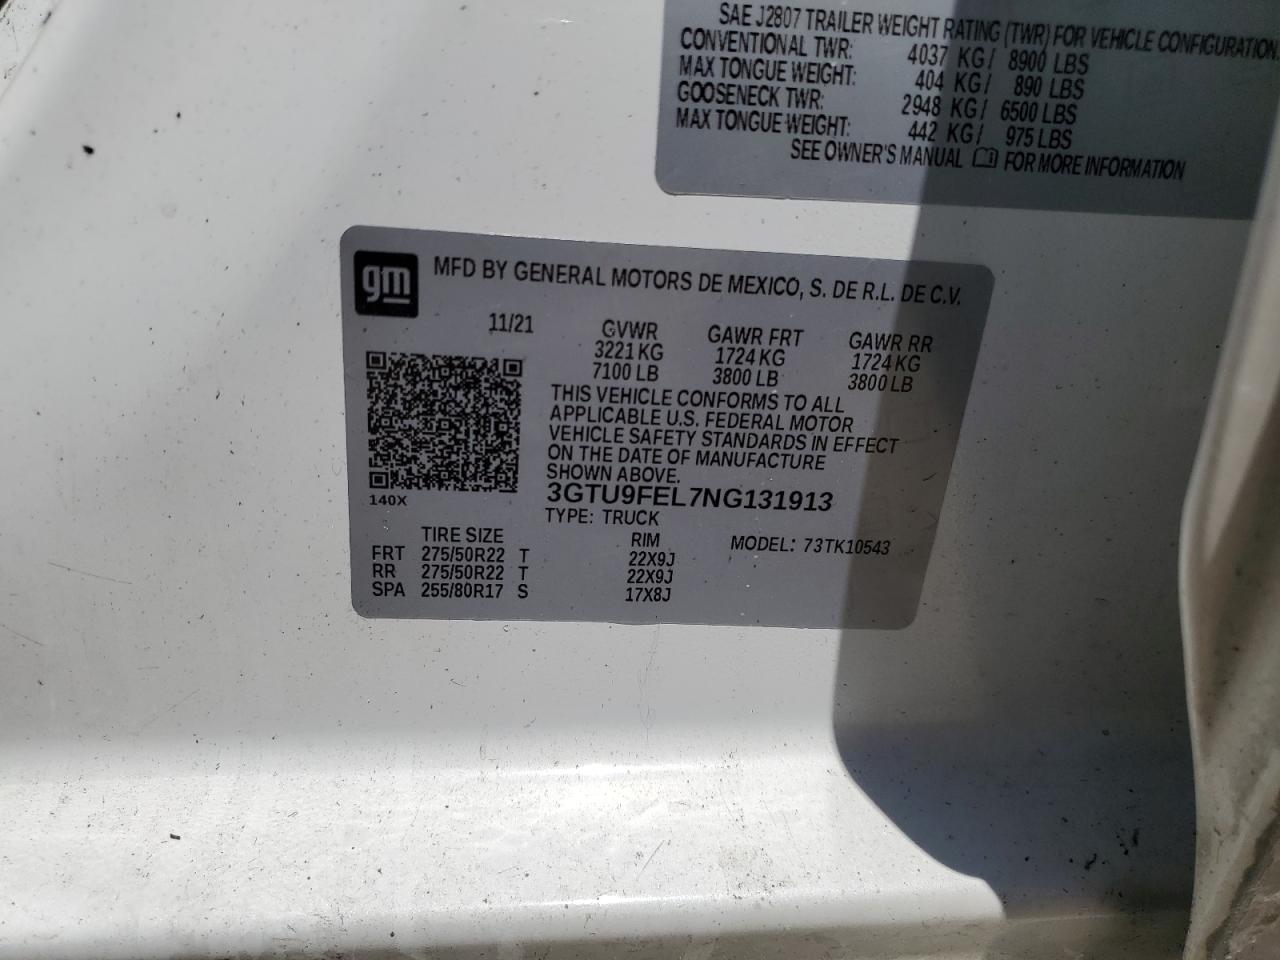 SAE J2807 TRAILER WEIGHT RATING (TWR) FOR VEHICLE CONFIGURATION.
CONVENTIONAL TWR: 4037 KG/ 8900 LBS
MAX TONGUE WEIGHT: 404 KG/ 890 LBS
GOOSENECK TWR: 2948 KG/ 6500 LBS
MAX TONGUE WEIGHT: 442 KG/ 975 LBS
SEE OWNER'S MANUAL FOR MORE INFORMATION
gm MFD BY GENERAL MOTORS DE MEXICO, S. DE R.L. DE C.V.
11/21 GVWR GAWR FRT GAWR RR
3221 KG 1724 KG 1724 KG
7100 LB 3800 LB 3800 LB
THIS VEHICLE CONFORMS TO ALL
APPLICABLE U.S. FEDERAL MOTOR
VEHICLE SAFETY STANDARDS IN EFFECT
ON THE DATE OF MANUFACTURE
SHOWN ABOVE.
140X
3GTU9FEL7NG131913
TYPE: TRUCK
TIRE SIZE RIM MODEL: 73TK10543
FRT 275/50R22 T 22X9J
RR 275/50R22 T 22X9J
SPA 255/80R17 S 17X8J